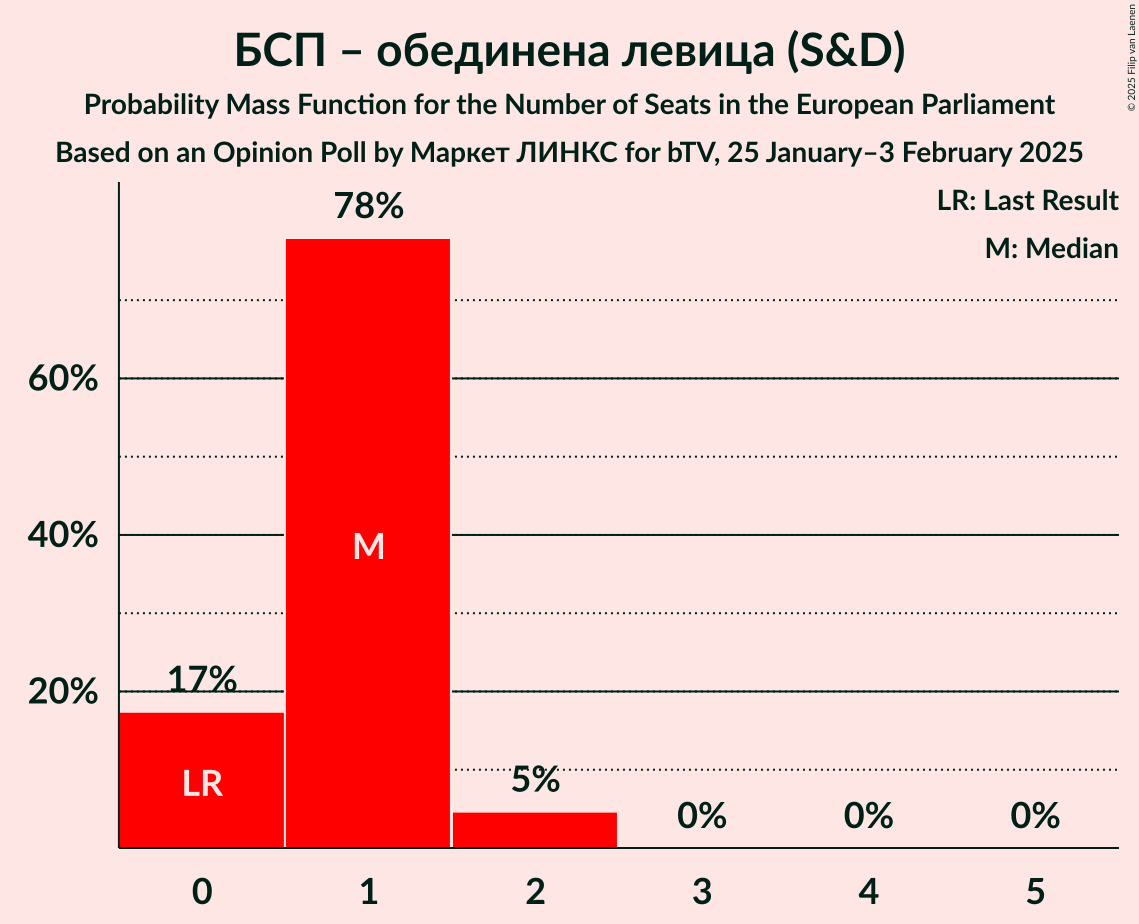 БСП – обединена левица (S&D)
Probability Mass Function for the Number of Seats in the European Parliament
Based on an Opinion Poll by Маркет ЛИНКС for bTV, 25 January–3 February 2025
© 2025 Filip van Laenen
LR: Last Result
M: Median
78%
60%
40%
20%
17%
5%
0%
0%
0%
M
LR
0
1
2
3
4
5